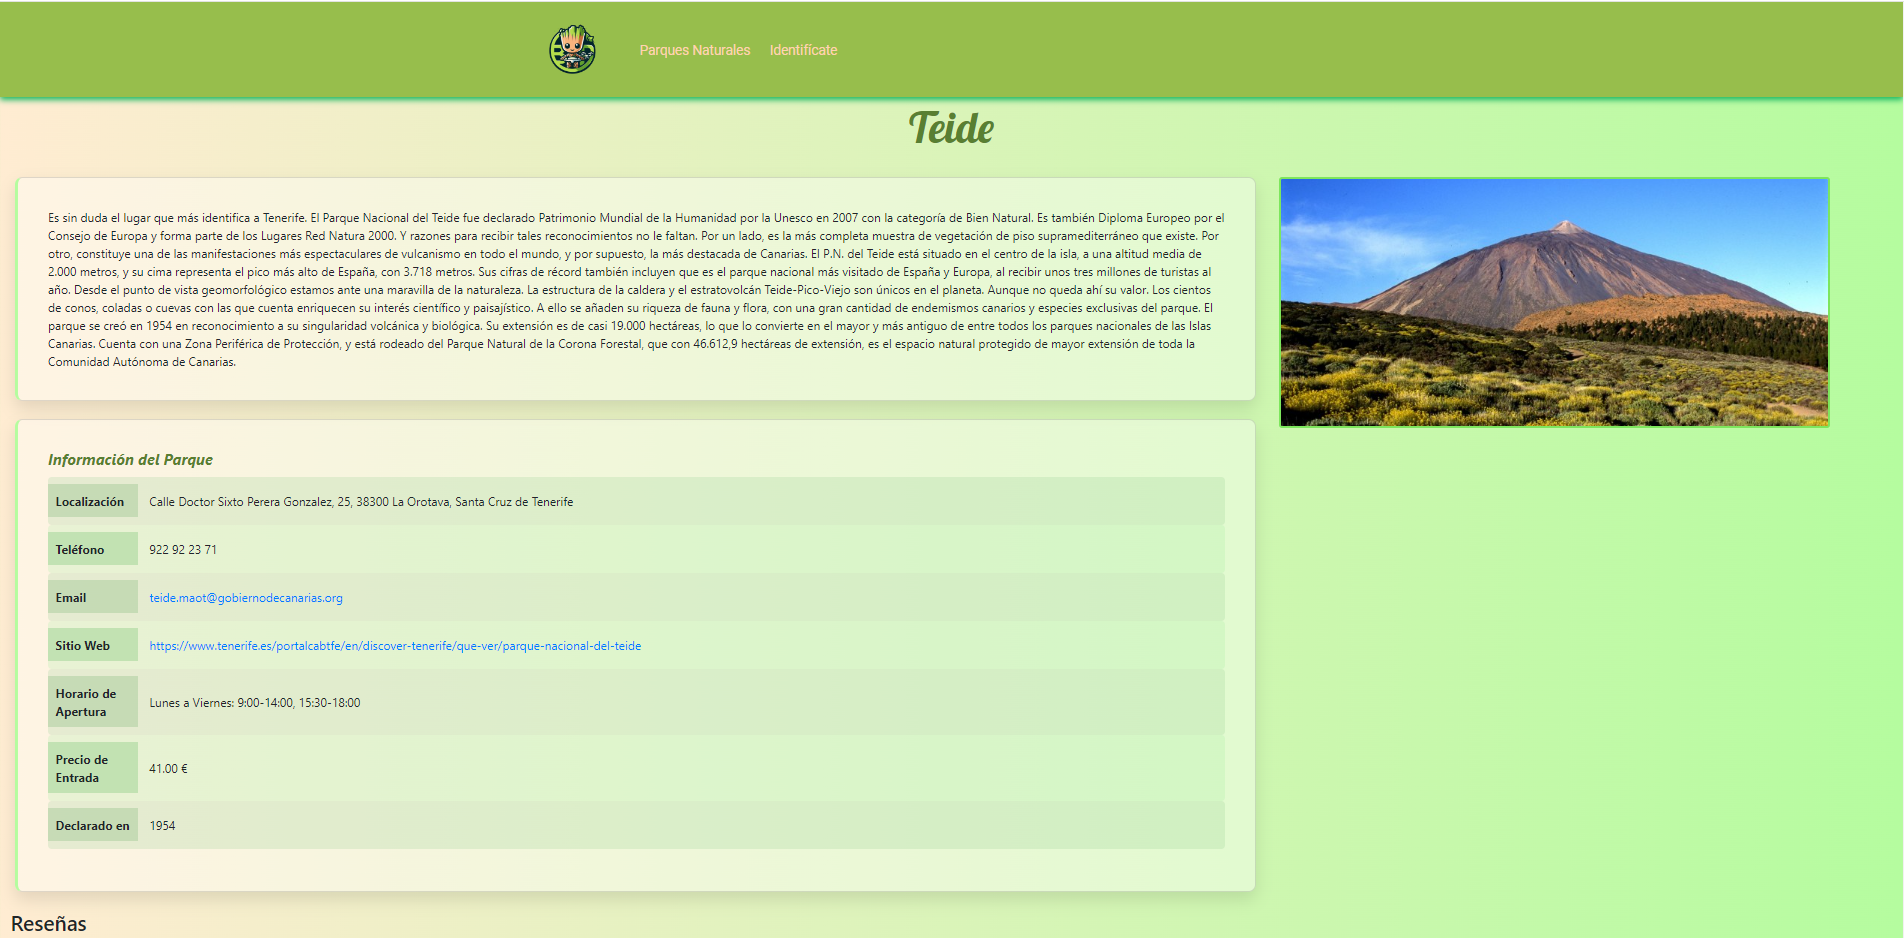 Parques Naturales Identifícate
Teide
Es sin duda el lugar que más identifica a Tenerife. El Parque Nacional del Teide fue declarado Patrimonio Mundial de la Humanidad por la Unesco en 2007 con la categoría de Bien Natural. Es también Diploma Europeo por el
Consejo de Europa y forma parte de los Lugares Red Natura 2000. Y razones para recibir tales reconocimientos no le faltan. Por un lado, es la más completa muestra de vegetación de piso supramediterráneo que existe. Por
otro, constituye una de las manifestaciones más espectaculares de vulcanismo en todo el mundo, y por supuesto, la más destacada de Canarias. El P.N. del Teide está situado en el centro de la isla, a una altitud media de
2.000 metros, y su cima representa el pico más alto de España, con 3.718 metros. Sus cifras de récord también incluyen que es el parque nacional más visitado de España y Europa, al recibir unos tres millones de turistas al
año. Desde el punto de vista geomorfológico estamos ante una maravilla de la naturaleza. La estructura de la caldera y el estratovolcán Teide-Pico-Viejo son únicos en el planeta. Aunque no queda ahí su valor. Los cientos
de conos, coladas o cuevas con las que cuenta enriquecen su interés científico y paisajístico. A ello se añaden su riqueza de fauna y flora, con una gran cantidad de endemismos canarios y especies exclusivas del parque. El
parque se creó en 1954 en reconocimiento a su singularidad volcánica y biológica. Su extensión es de casi 19.000 hectáreas, lo que lo convierte en el mayor y más antiguo de entre todos los parques nacionales de las Islas
Canarias. Cuenta con una Zona Periférica de Protección, y está rodeado del Parque Natural de la Corona Forestal, que con 46.612,9 hectáreas de extensión, es el espacio natural protegido de mayor extensión de toda la
Comunidad Autónoma de Canarias.
Información del Parque
Localización Calle Doctor Sixto Perera Gonzalez, 25, 38300 La Orotava, Santa Cruz de Tenerife
Teléfono 922 92 23 71
Email teide.maot@gobiernodecanarias.org
Sitio Web https://www.tenerife.es/portalcabtfe/en/discover-tenerife/que-ver/parque-nacional-del-teide
Horario de
Apertura Lunes a Viernes: 9:00-14:00, 15:30-18:00
Precio de
Entrada 41.00 €
Declarado en 1954
Reseñas